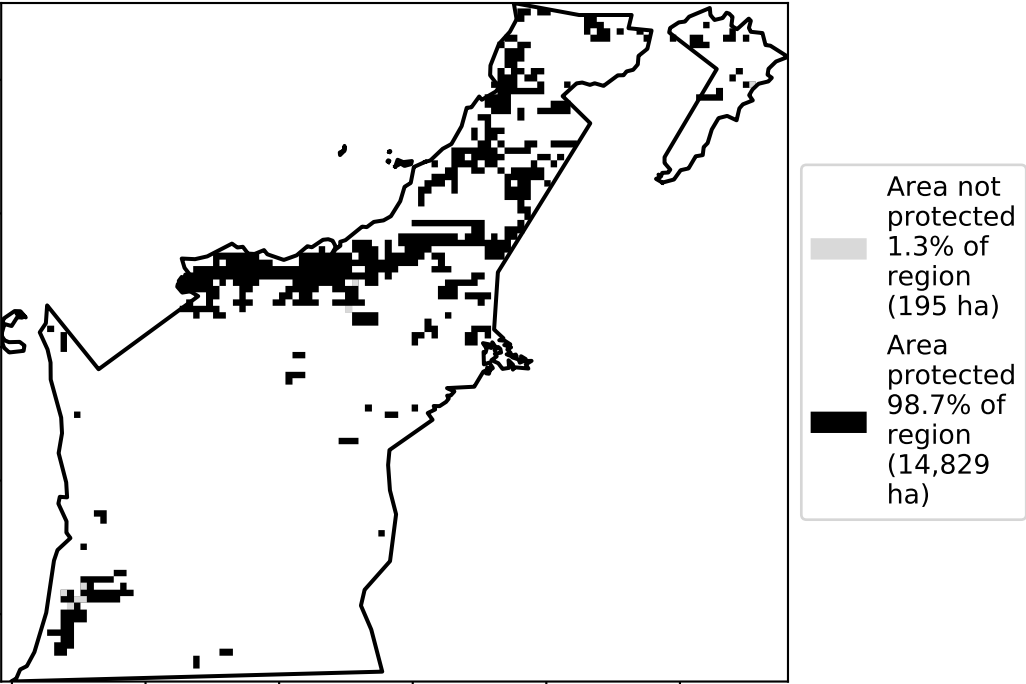 Area not
protected
1.3% of
region
(195 ha)
Area
protected
98.7% of
region
(14,829
ha)